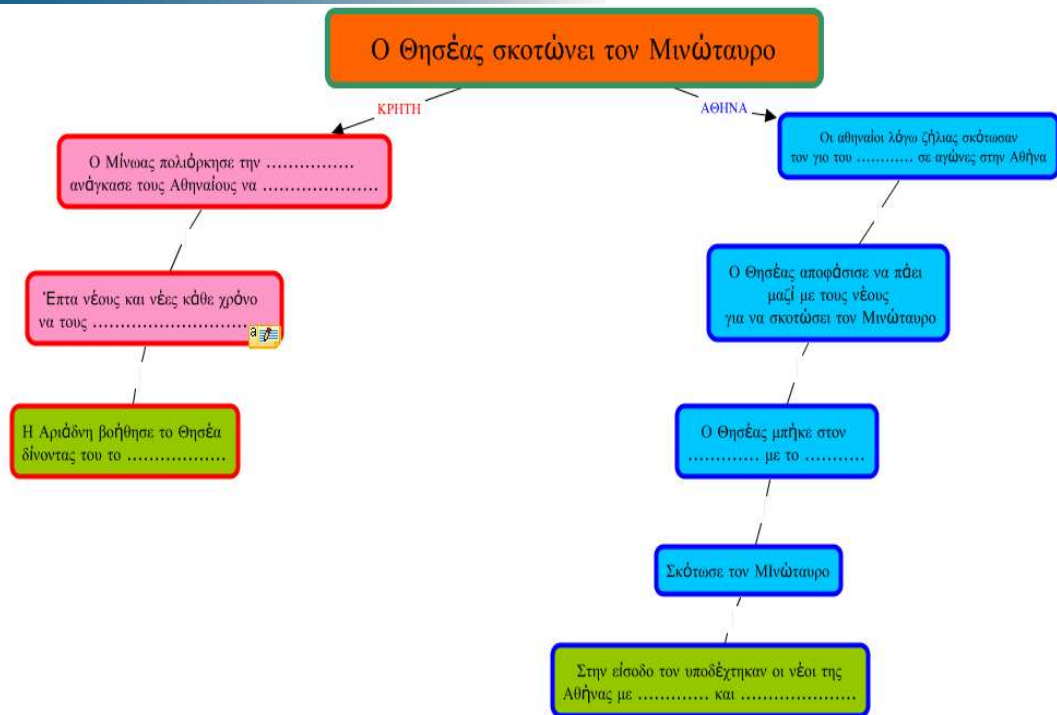 Ο Θησέας σκοτώνει τον Μινώταυρο
ΚΡΗΤΗ
ΑΘΗΝΑ
Ο Μίνωας πολιόρκησε την ................
ανάγκασε τους Αθηναίους να ......................
Έπτα νέους και νέες κάθε χρόνο
να τους .............................
a
Η Αριάδνη βοήθησε το Θησέα
δίνοντας του το ..................
Οι αθηναίοι λόγω ζήλιας σκότωσαν
τον γιο του ............ σε αγώνες στην Αθήνα
Ο Θησέας αποφάσισε να πάει
μαζί με τους νέους
για να σκοτώσει τον Μινώταυρο
Ο Θησέας μπήκε στον
............. με το ...........
Σκότωσε τον ΜΙνώταυρο
Στην είσοδο τον υποδέχτηκαν οι νέοι της
Αθήνας με ............. και .....................